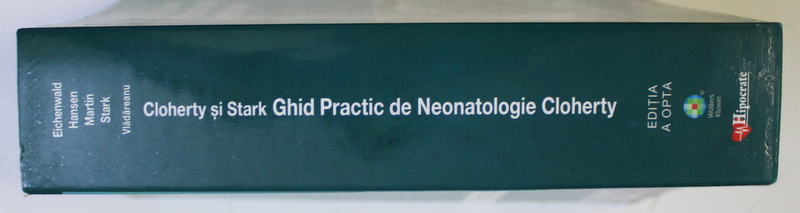 Eichenwald
Hansen
Martin
Stark
Vlădăreanu
Cloherty și Stark Ghid Practic de Neonatologie Cloherty
EDIȚIA
A OPTA
Wolters
Kluwer
Hipocrate